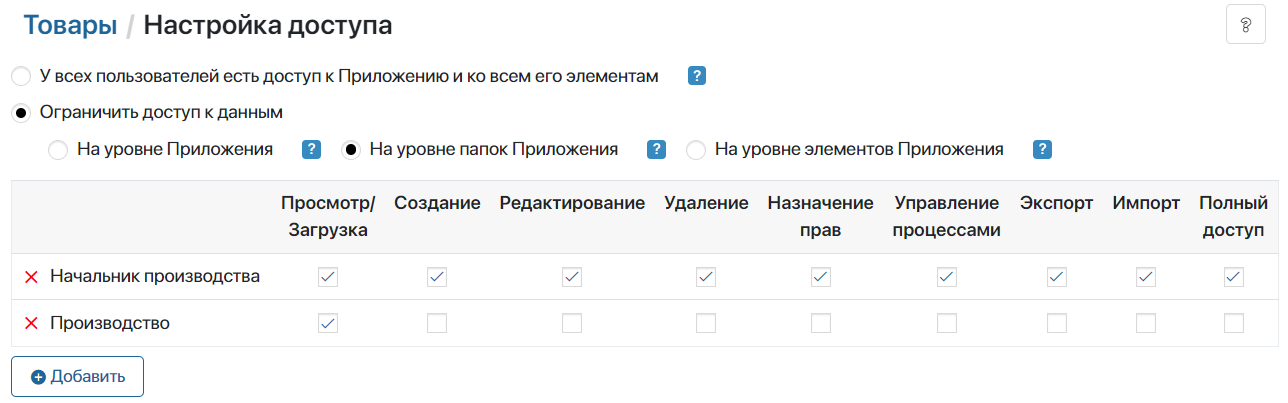 Товары / Настройка доступа ?
У всех пользователей есть доступ к Приложению и ко всем его элементам ?
Ограничить доступ к данным
На уровне Приложения ? На уровне папок Приложения ? На уровне элементов Приложения ?
Просмотр/ Создание Редактирование Удаление Назначение Управление Экспорт Импорт Полный
Загрузка прав процессами доступ
Начальник производства
Производство
Добавить